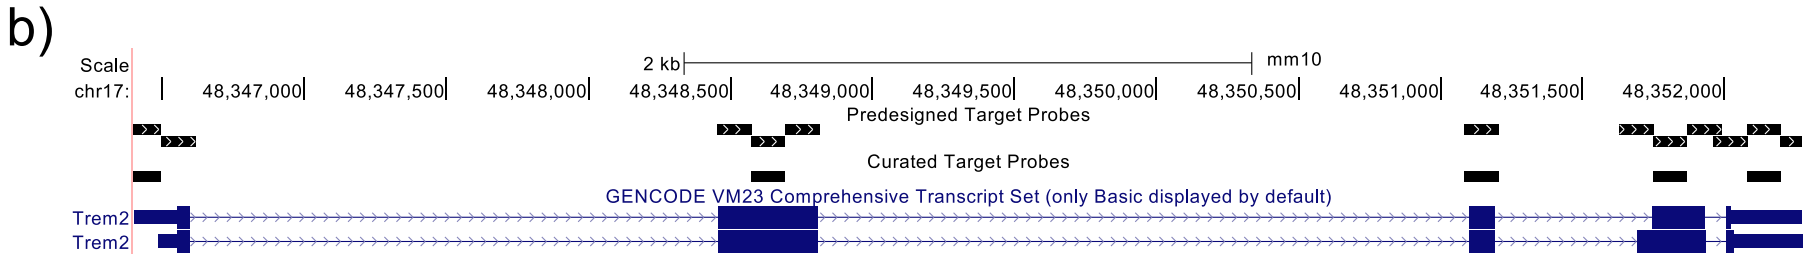 b)
Scale 2 kb mm10
chr17: 48,347,000 48,347,500 48,348,000 48,348,500 48,349,000 48,349,500 48,350,000 48,350,500 48,351,000 48,351,500 48,352,000
Predesigned Target Probes
Curated Target Probes
GENCODE VM23 Comprehensive Transcript Set (only Basic displayed by default)
Trem2
Trem2